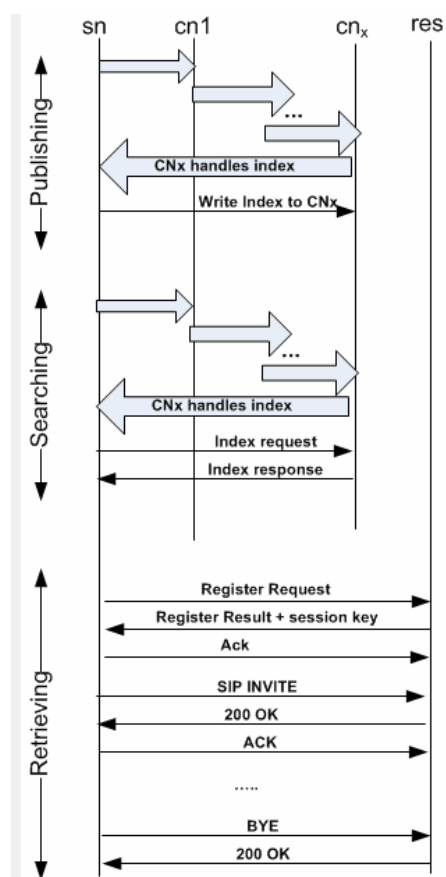 sn cn1 cnx res
Publishing
...
CNx handles index
Write Index to CNx
Searching
...
CNx handles index
Index request
Index response
Retrieving
Register Request
Register Result + session key
Ack
SIP INVITE
200 OK
ACK
.....
BYE
200 OK